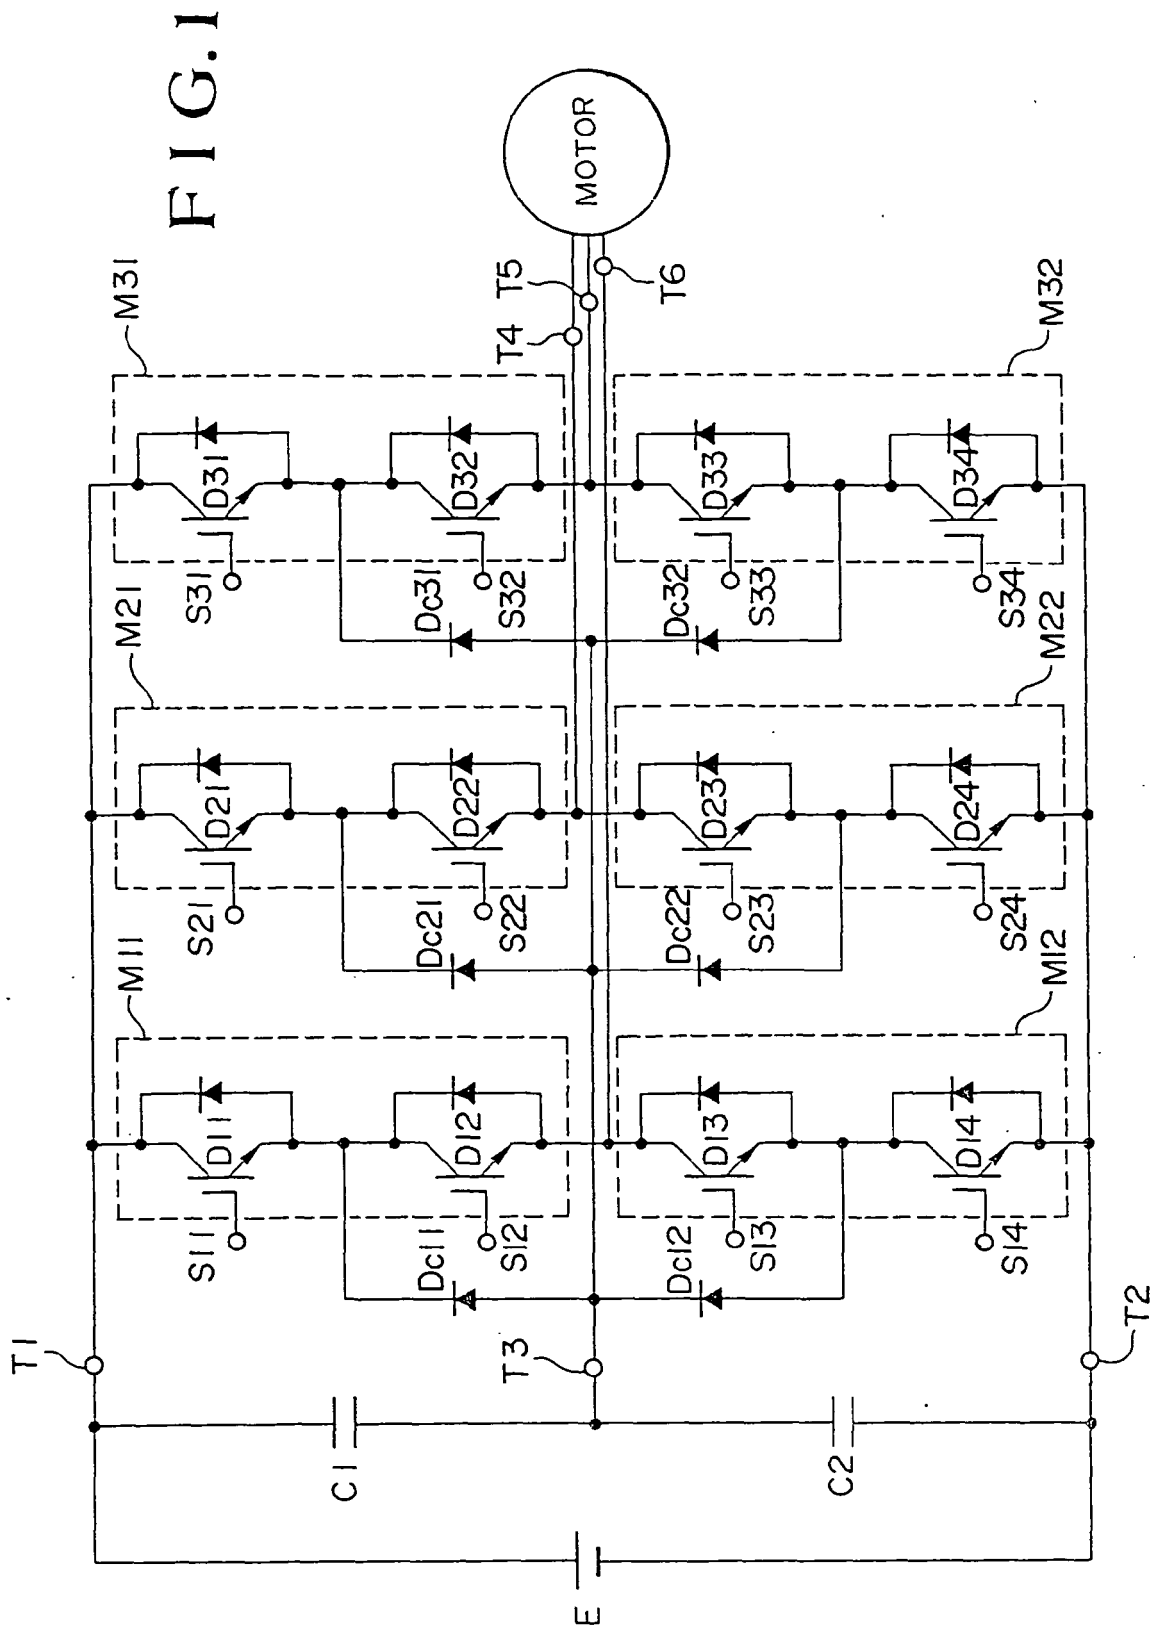 FIG.1
MOTOR
M31
T5
T4
T6
M32
D31
D32
D33
D34
S31
Dc31
S32
Dc32
S33
S34
M21
M22
D21
D22
D23
D24
S21
Dc21
S22
Dc22
S23
S24
M11
M12
D11
D12
D13
D14
S11
Dc11
S12
Dc12
S13
S14
T1
T3
T2
C1
C2
E